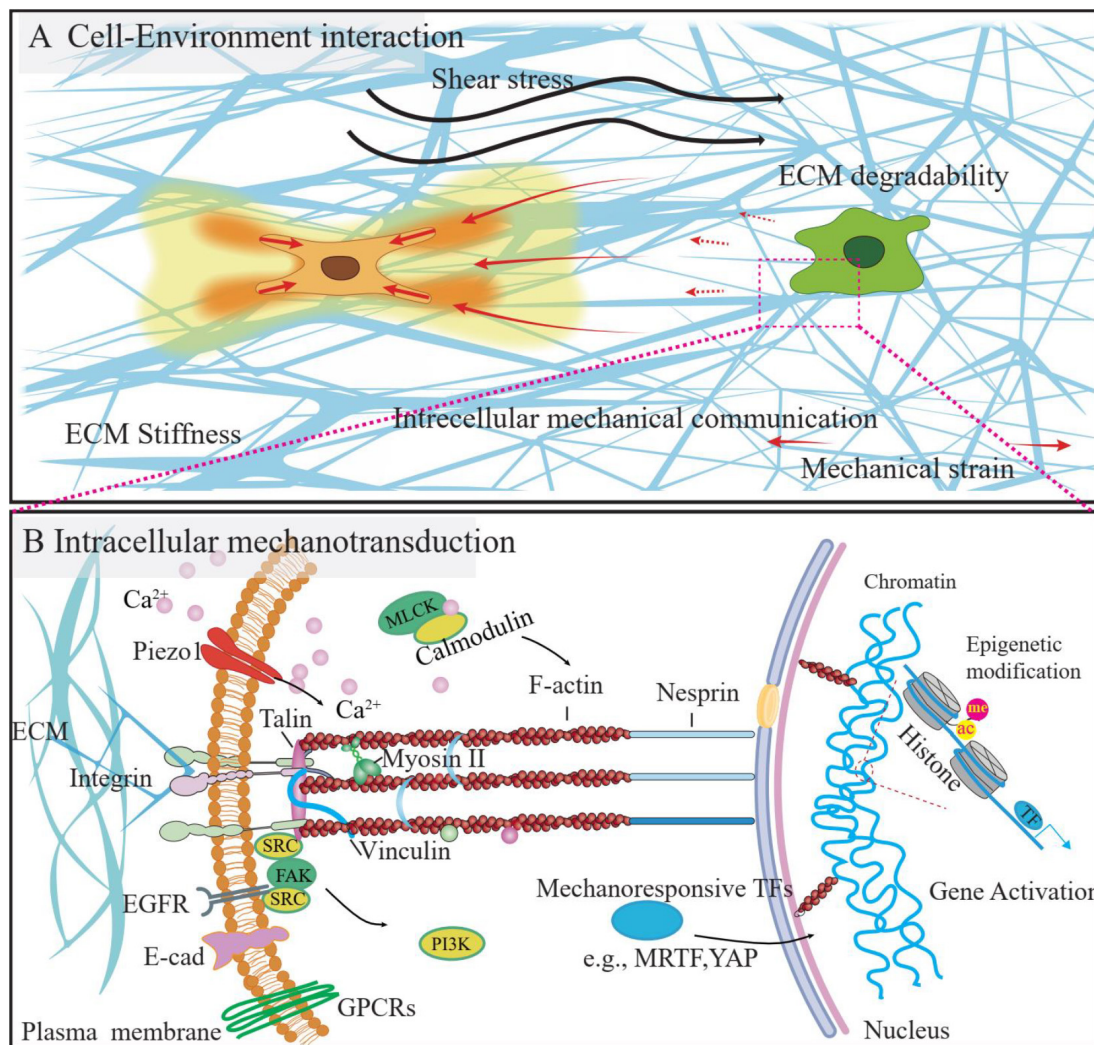 A Cell-Environment interaction
Shear stress
ECM degradability
Intrecellular mechanical communication
ECM Stiffness
Mechanical strain
B Intracellular mechanotransduction
Ca²⁺
MLCK
Calmodulin
Chromatin
Piezo1
Epigenetic
modification
F-actin
Nesprin
Talin
Ca²⁺
me
ac
ECM
Myosin II
Histone
Integrin
TF
SRC
Vinculin
FAK
SRC
EGFR
Mechanoresponsive TFs
Gene Activation
PI3K
E-cad
e.g., MRTF,YAP
GPCRs
Plasma membrane
Nucleus